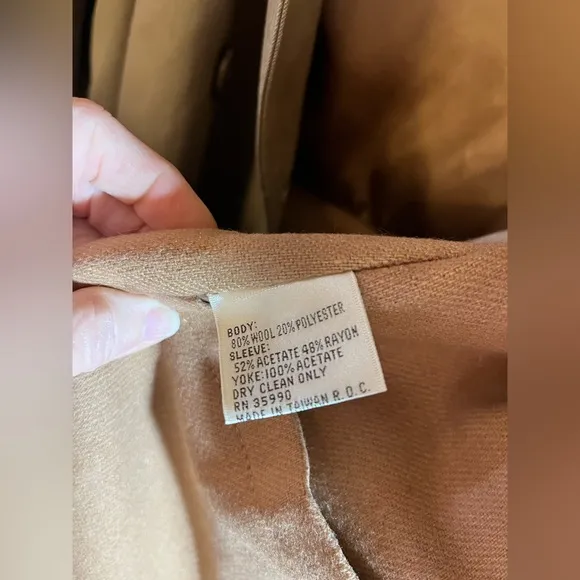 BODY:
80% WOOL 20% POLYESTER
SLEEVE:
52% ACETATE 48% RAYON
YOKE:100% ACETATE
DRY CLEAN ONLY
RN 35990
MADE IN TAIWAN R.O.C.